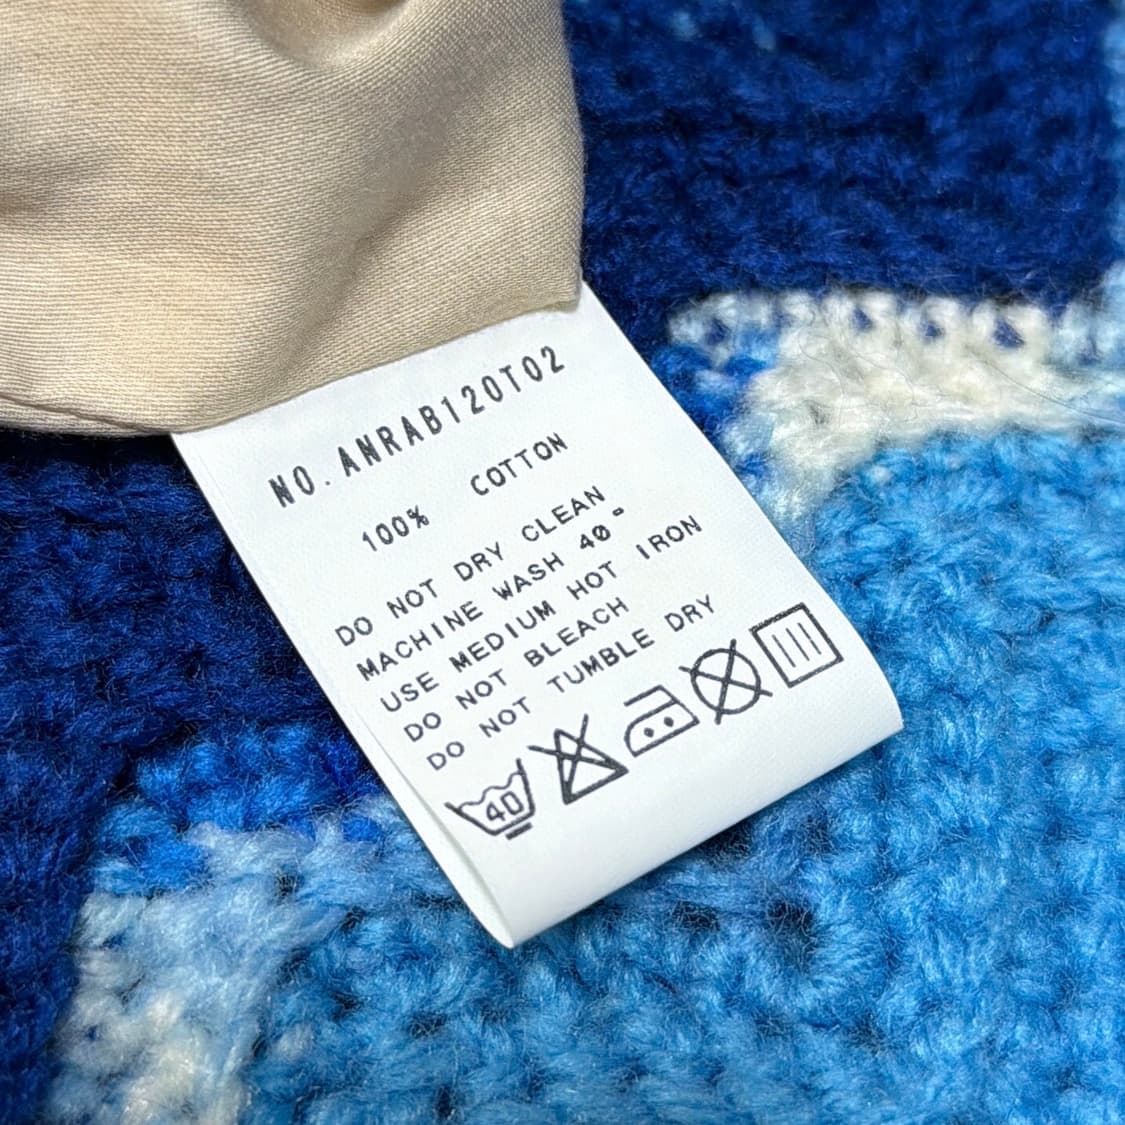 NO.ANRAB120T02
100% COTTON
DO NOT DRY CLEAN
MACHINE WASH 40°
USE MEDIUM HOT IRON
DO NOT BLEACH
DO NOT TUMBLE DRY
40